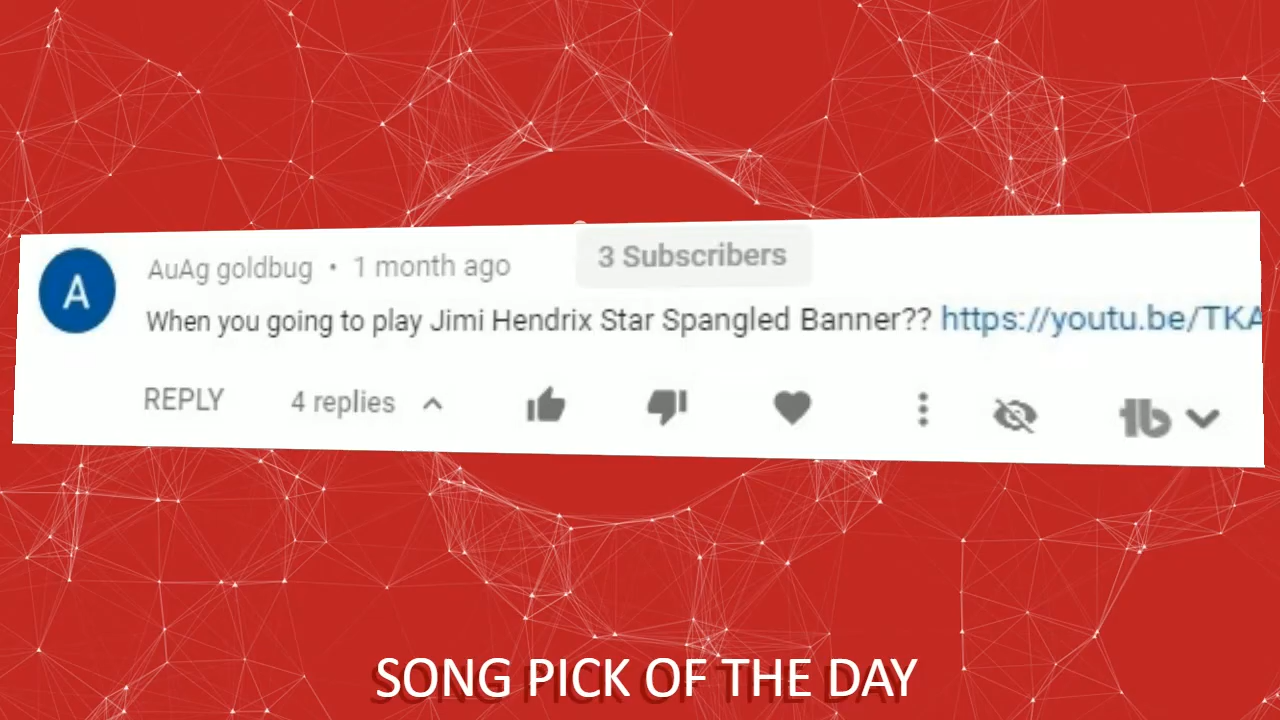 AuAg goldbug • 1 month ago 3 Subscribers
When you going to play Jimi Hendrix Star Spangled Banner?? https://youtu.be/TKA
A
REPLY 4 replies
SONG PICK OF THE DAY